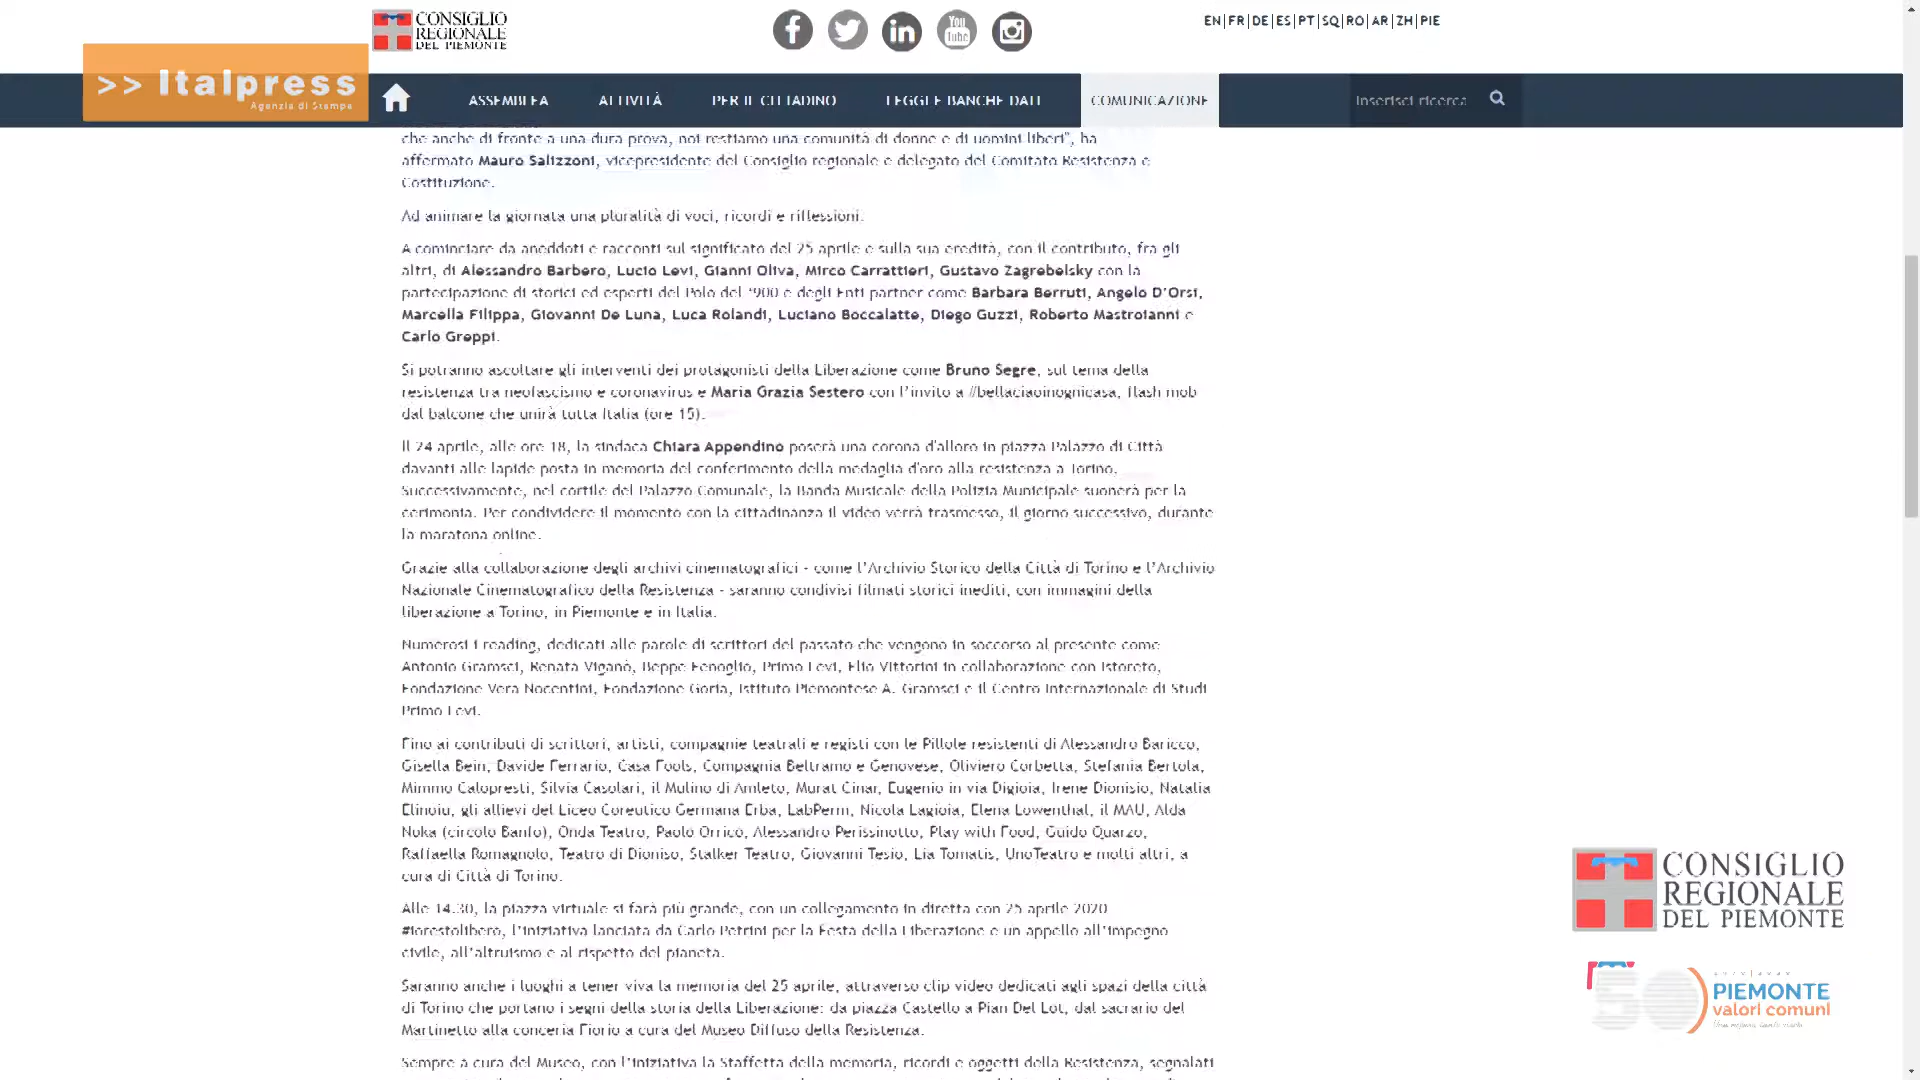 CONSIGLIO
REGIONALE
DEL PIEMONTE
You
Tube
EN|FR|DE|ES|PT|SQ|RO|AR|ZH|PIE
>> Italpress
Agenzia di Stampa
ASSEMBLEA ATTIVITÀ PER IL CITTADINO LEGGI E BANCHE DATI COMUNICAZIONE Inserisci ricerca
che anche di fronte a una dura prova, noi restiamo una comunità di donne e di uomini liberi", ha
affermato Mauro Salizzoni, vicepresidente del Consiglio regionale e delegato del Comitato Resistenza e
Costituzione.
Ad animare la giornata una pluralità di voci, ricordi e riflessioni.
A cominciare da aneddoti e racconti sul significato del 25 aprile e sulla sua eredità, con il contributo, fra gli
altri, di Alessandro Barbero, Lucio Levi, Gianni Oliva, Mirco Carrattieri, Gustavo Zagrebelsky con la
partecipazione di storici ed esperti del Polo del '900 e degli Enti partner come Barbara Berruti, Angelo D'Orsi,
Marcella Filippa, Giovanni De Luna, Luca Rolandi, Luciano Boccalatte, Diego Guzzi, Roberto Mastroianni e
Carlo Greppi.
Si potranno ascoltare gli interventi dei protagonisti della Liberazione come Bruno Segre, sul tema della
resistenza tra neofascismo e coronavirus e Maria Grazia Sestero con l'invito a #bellaciaoinognicasa, flash mob
dal balcone che unirà tutta Italia (ore 15).
Il 24 aprile, alle ore 18, la sindaca Chiara Appendino poserà una corona d'alloro in piazza Palazzo di Città
davanti alle lapide posta in memoria del conferimento della medaglia d'oro alla resistenza a Torino.
Successivamente, nel cortile del Palazzo Comunale, la Banda Musicale della Polizia Municipale suonerà per la
cerimonia. Per condividere il momento con la cittadinanza il video verrà trasmesso, il giorno successivo, durante
la maratona online.
Grazie alla collaborazione degli archivi cinematografici - come l'Archivio Storico della Città di Torino e l'Archivio
Nazionale Cinematografico della Resistenza - saranno condivisi filmati storici inediti, con immagini della
liberazione a Torino, in Piemonte e in Italia.
Numerosi i reading, dedicati alle parole di scrittori del passato che vengono in soccorso al presente come
Antonio Gramsci, Renata Viganò, Beppe Fenoglio, Primo Levi, Elio Vittorini in collaborazione con Istoreto,
Fondazione Vera Nocentini, Fondazione Goria, Istituto Piemontese A. Gramsci e il Centro Internazionale di Studi
Primo Levi.
Fino ai contributi di scrittori, artisti, compagnie teatrali e registi con le Pillole resistenti di Alessandro Baricco,
Gisella Bein, Davide Ferrario, Casa Fools, Compagnia Beltramo e Genovese, Oliviero Corbetta, Stefania Bertola,
Mimmo Calopresti, Silvia Casolari, il Mulino di Amleto, Murat Cinar, Eugenio in via Digioia, Irene Dionisio, Natalia
Elinoiu, gli allievi del Liceo Coreutico Germana Erba, LabPerm, Nicola Lagioia, Elena Lowenthal, il MAU, Alda
Noka (circolo Banfo), Onda Teatro, Paolo Orrico, Alessandro Perissinotto, Play with Food, Guido Quarzo,
Raffaella Romagnolo, Teatro di Dioniso, Stalker Teatro, Giovanni Tesio, Lia Tomatis, UnoTeatro e molti altri, a
cura di Città di Torino.
Alle 14.30, la piazza virtuale si farà più grande, con un collegamento in diretta con 25 aprile 2020
#iorestolibero, l'iniziativa lanciata da Carlo Petrini per la Festa della Liberazione e un appello all'impegno
civile, all'altruismo e al rispetto del pianeta.
Saranno anche i luoghi a tener viva la memoria del 25 aprile, attraverso clip video dedicati agli spazi della città
di Torino che portano i segni della storia della Liberazione: da piazza Castello a Pian Del Lot, dal sacrario del
Martinetto alla conceria Fiorio a cura del Museo Diffuso della Resistenza.
Sempre a cura del Museo, con l'iniziativa la Staffetta della memoria, ricordi e oggetti della Resistenza, segnalati
CONSIGLIO
REGIONALE
DEL PIEMONTE
50 PIEMONTE
valori comuni